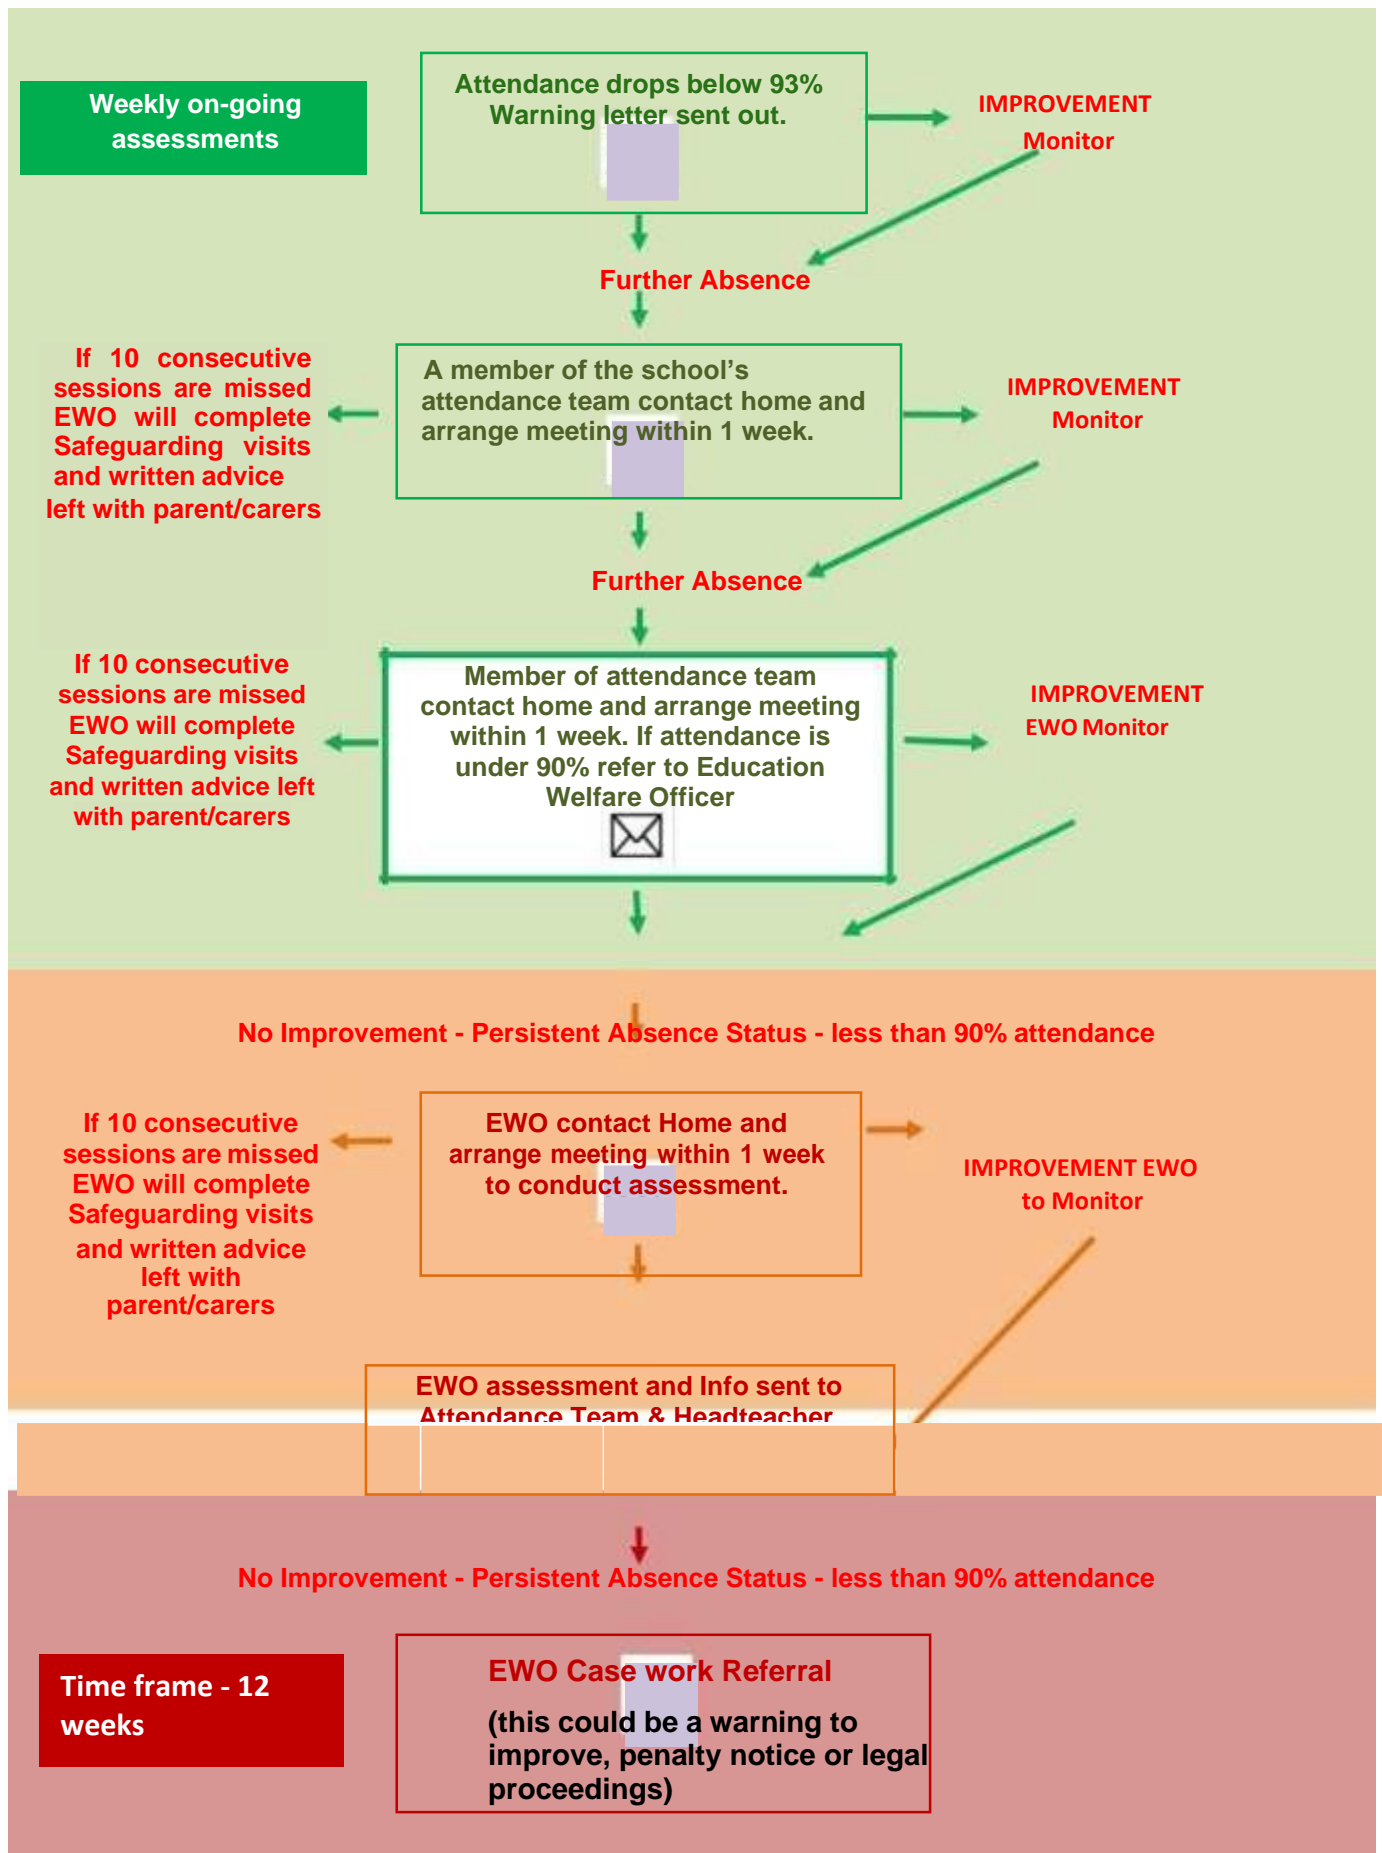 Weekly on-going
assessments
Attendance drops below 93%
Warning letter sent out.
IMPROVEMENT
Monitor
Further Absence
If 10 consecutive
sessions are missed
EWO will complete
Safeguarding visits
and written advice
left with parent/carers
A member of the school’s
attendance team contact home and
arrange meeting within 1 week.
IMPROVEMENT
Monitor
Further Absence
If 10 consecutive
sessions are missed
EWO will complete
Safeguarding visits
and written advice left
with parent/carers
Member of attendance team
contact home and arrange meeting
within 1 week. If attendance is
under 90% refer to Education
Welfare Officer
IMPROVEMENT
EWO Monitor
No Improvement - Persistent Absence Status - less than 90% attendance
If 10 consecutive
sessions are missed
EWO will complete
Safeguarding visits
and written advice
left with
parent/carers
EWO contact Home and
arrange meeting within 1 week
to conduct assessment.
IMPROVEMENT EWO
to Monitor
EWO assessment and Info sent to
Attendance Team & Headteacher
No Improvement - Persistent Absence Status - less than 90% attendance
Time frame - 12
weeks
EWO Case work Referral
(this could be a warning to
improve, penalty notice or legal
proceedings)